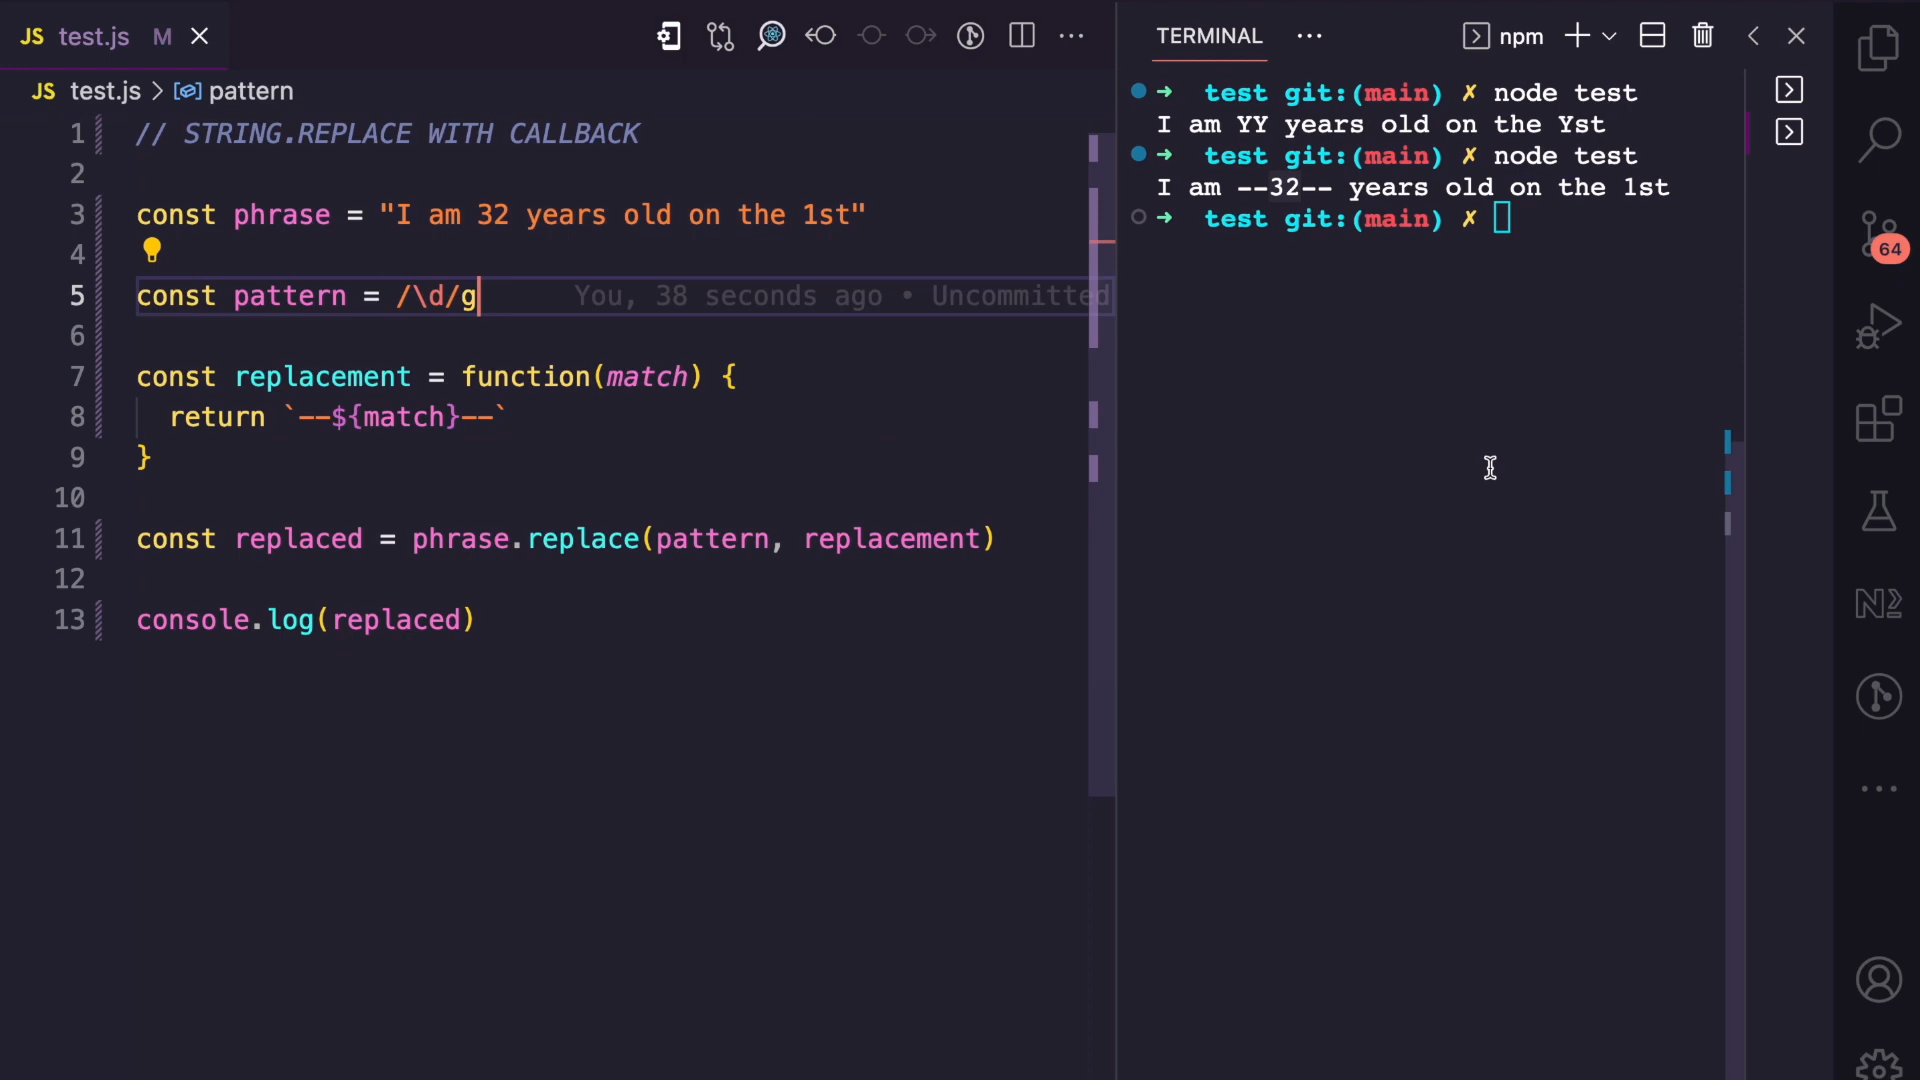 JS test.js M
JS test.js > pattern
1 // STRING.REPLACE WITH CALLBACK
2
3 const phrase = "I am 32 years old on the 1st"
4
5 const pattern = /\d/g You, 38 seconds ago • Uncommitted
6
7 const replacement = function(match) {
8 return `--${match}--`
9 }
10
11 const replaced = phrase.replace(pattern, replacement)
12
13 console.log(replaced)
TERMINAL ··· npm
➜ test git:(main) ✗ node test
I am YY years old on the Yst
➜ test git:(main) ✗ node test
I am --32-- years old on the 1st
➜ test git:(main) ✗
64